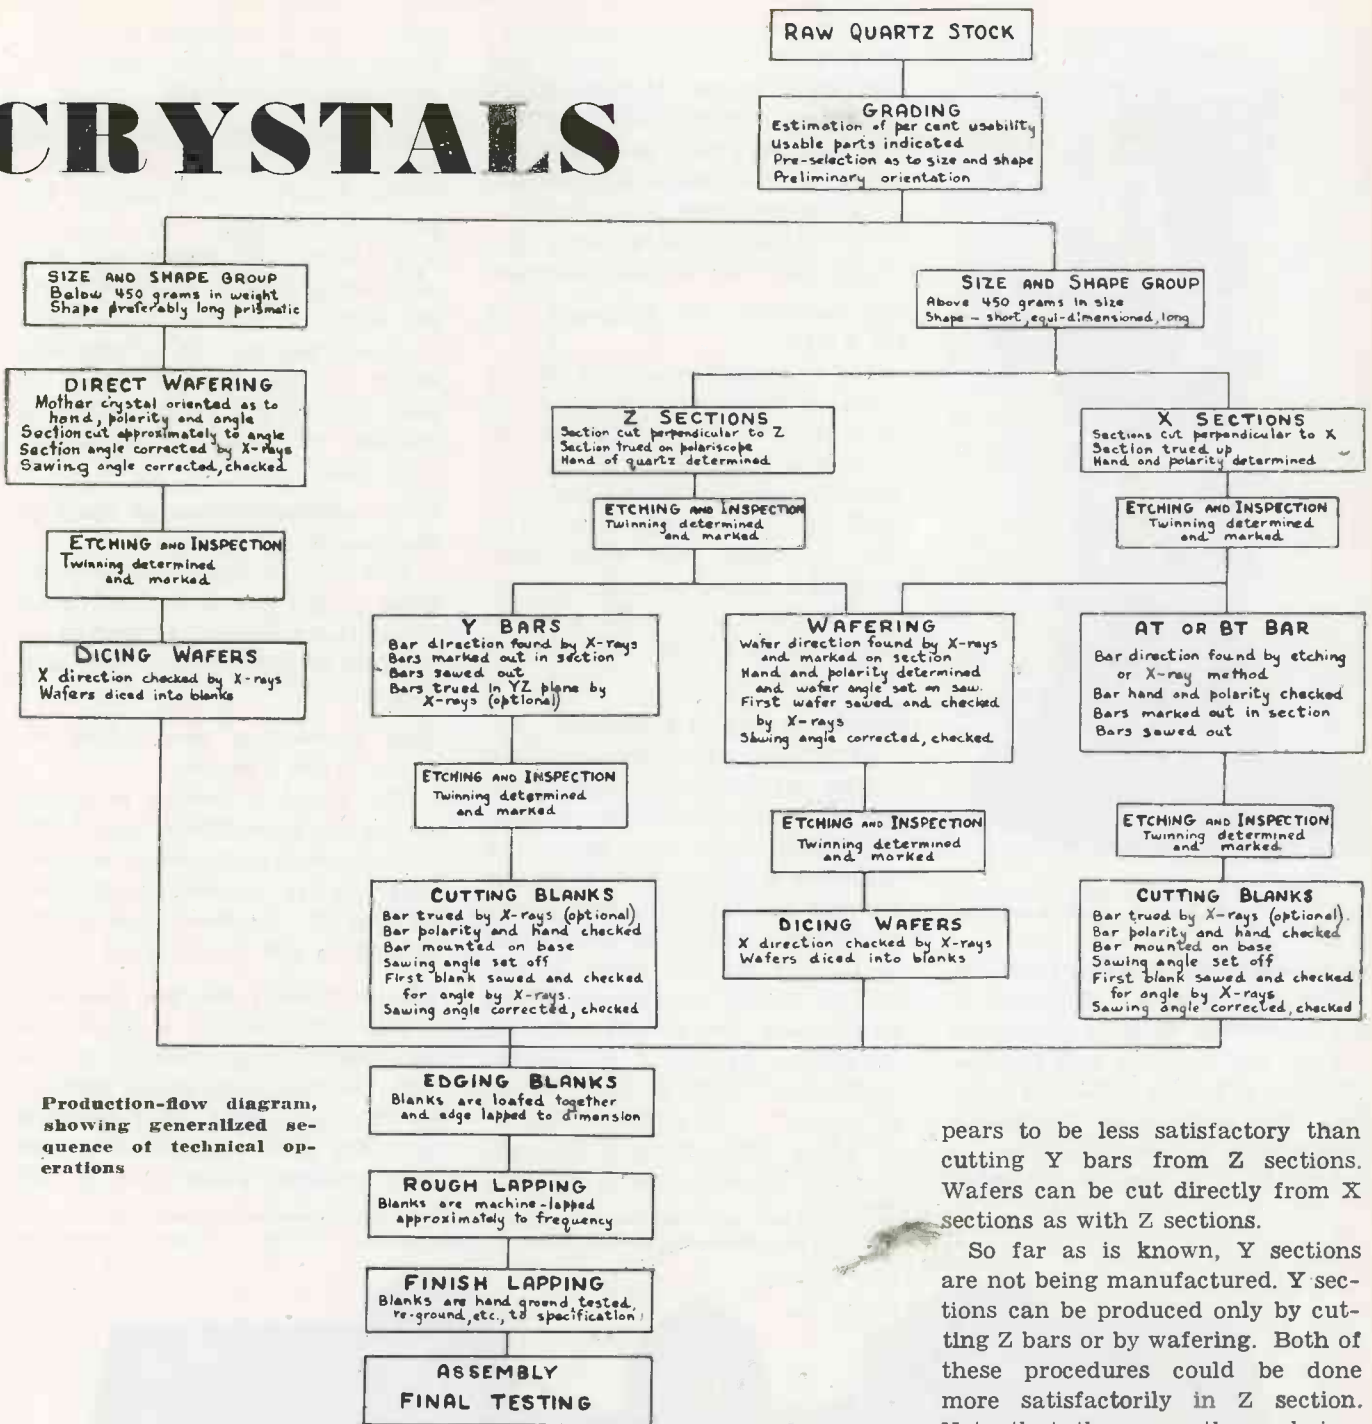 CRYSTALS
RAW QUARTZ STOCK
GRADING
Estimation of per cent usability
Usable parts indicated
Pre-selection as to size and shape
Preliminary orientation
SIZE AND SHAPE GROUP
Below 450 grams in weight
Shape preferably long prismatic
SIZE AND SHAPE GROUP
Above 450 grams in size
Shape - short, equi-dimensioned, long
DIRECT WAFERING
Mother crystal oriented as to
hand, polarity and angle
Section cut approximately to angle
Section angle corrected by X-rays
Sawing angle corrected, checked
Z SECTIONS
Section cut perpendicular to Z
Section trued on polariscope
Hand of quartz determined
X SECTIONS
Sections cut perpendicular to X
Section trued up
Hand and polarity determined
ETCHING AND INSPECTION
Twinning determined
and marked
ETCHING AND INSPECTION
Twinning determined
and marked
ETCHING AND INSPECTION
Twinning determined
and marked
DICING WAFERS
X direction checked by X-rays
Wafers diced into blanks
Y BARS
Bar direction found by X-rays
Bars marked out in section
Bars sawed out
Bars trued in YZ plane by
X-rays (optional)
WAFERING
Wafer direction found by X-rays
and marked on section
Hand and polarity determined
and wafer angle set on saw.
First wafer sawed and checked
by X-rays
Sawing angle corrected, checked
AT OR BT BAR
Bar direction found by etching
or X-ray method
Bar hand and polarity checked
Bars marked out in section
Bars sawed out
ETCHING AND INSPECTION
Twinning determined
and marked
ETCHING AND INSPECTION
Twinning determined
and marked
ETCHING AND INSPECTION
Twinning determined
and marked
CUTTING BLANKS
Bar trued by X-rays (optional)
Bar polarity and hand checked
Bar mounted on base
Sawing angle set off
First blank sawed and checked
for angle by X-rays.
Sawing angle corrected, checked
DICING WAFERS
X direction checked by X-rays
Wafers diced into blanks
CUTTING BLANKS
Bar trued by X-rays (optional).
Bar polarity and hand checked
Bar mounted on base
Sawing angle set off
First blank sawed and checked
for angle by X-rays
Sawing angle corrected, checked
EDGING BLANKS
Blanks are loafed together
and edge lapped to dimension
ROUGH LAPPING
Blanks are machine-lapped
approximately to frequency
FINISH LAPPING
Blanks are hand ground, tested,
re-ground, etc., to specification
ASSEMBLY
FINAL TESTING
Production-flow diagram,
showing generalized se-
quence of technical op-
erations
pears to be less satisfactory than
cutting Y bars from Z sections.
Wafers can be cut directly from X
sections as with Z sections.
So far as is known, Y sections
are not being manufactured. Y sec-
tions can be produced only by cut-
ting Z bars or by wafering. Both of
these procedures could be done
more satisfactorily in Z section.